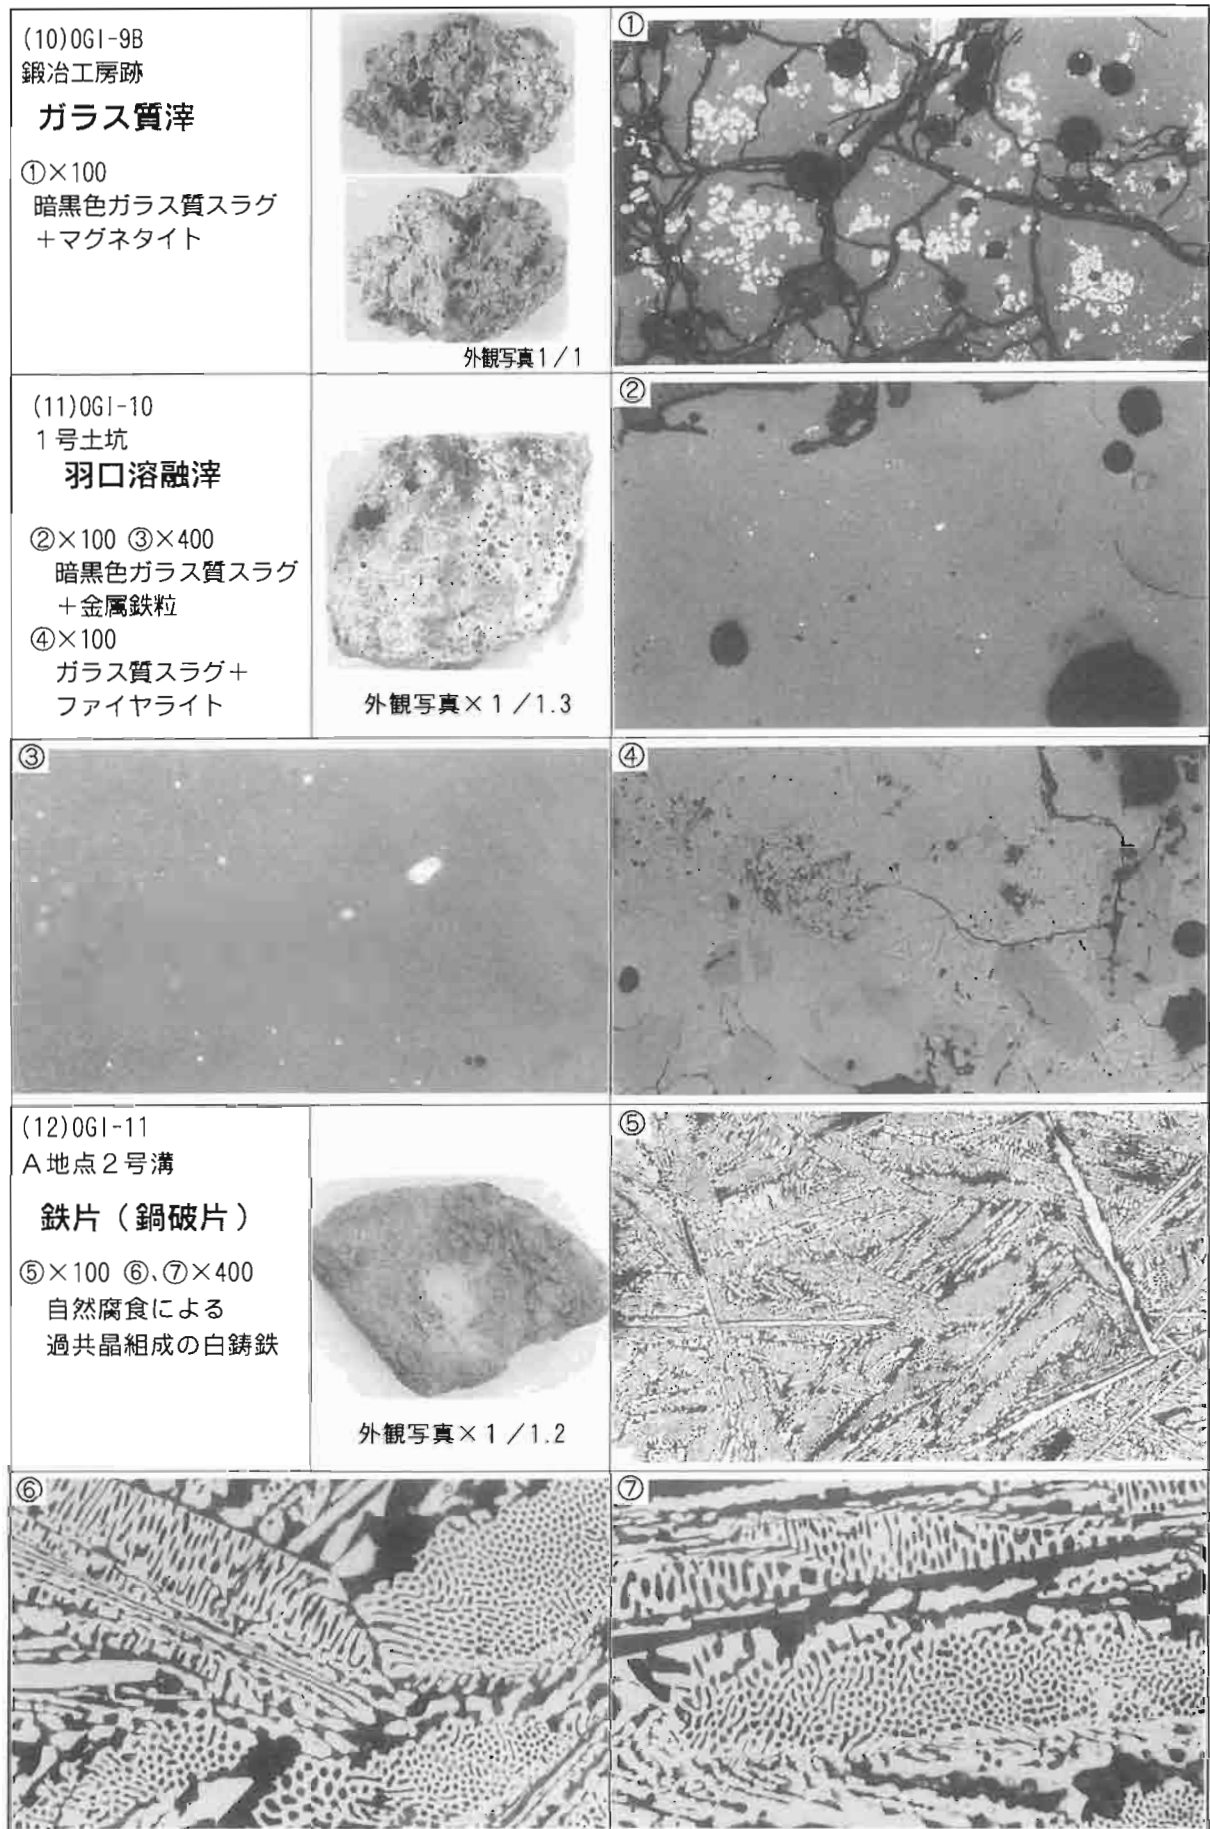 (10)OGI-9B
鍛冶工房跡
ガラス質滓
①×100
暗黒色ガラス質スラグ
+マグネタイト
外観写真1/1
①
(11)OGI-10
1号土坑
羽口溶融滓
②×100 ③×400
暗黒色ガラス質スラグ
+金属鉄粒
④×100
ガラス質スラグ+
ファイヤライト
外観写真×1/1.3
②
③
④
(12)OGI-11
A地点2号溝
鉄片(鍋破片)
⑤×100 ⑥、⑦×400
自然腐食による
過共晶組成の白鋳鉄
外観写真×1/1.2
⑤
⑥
⑦